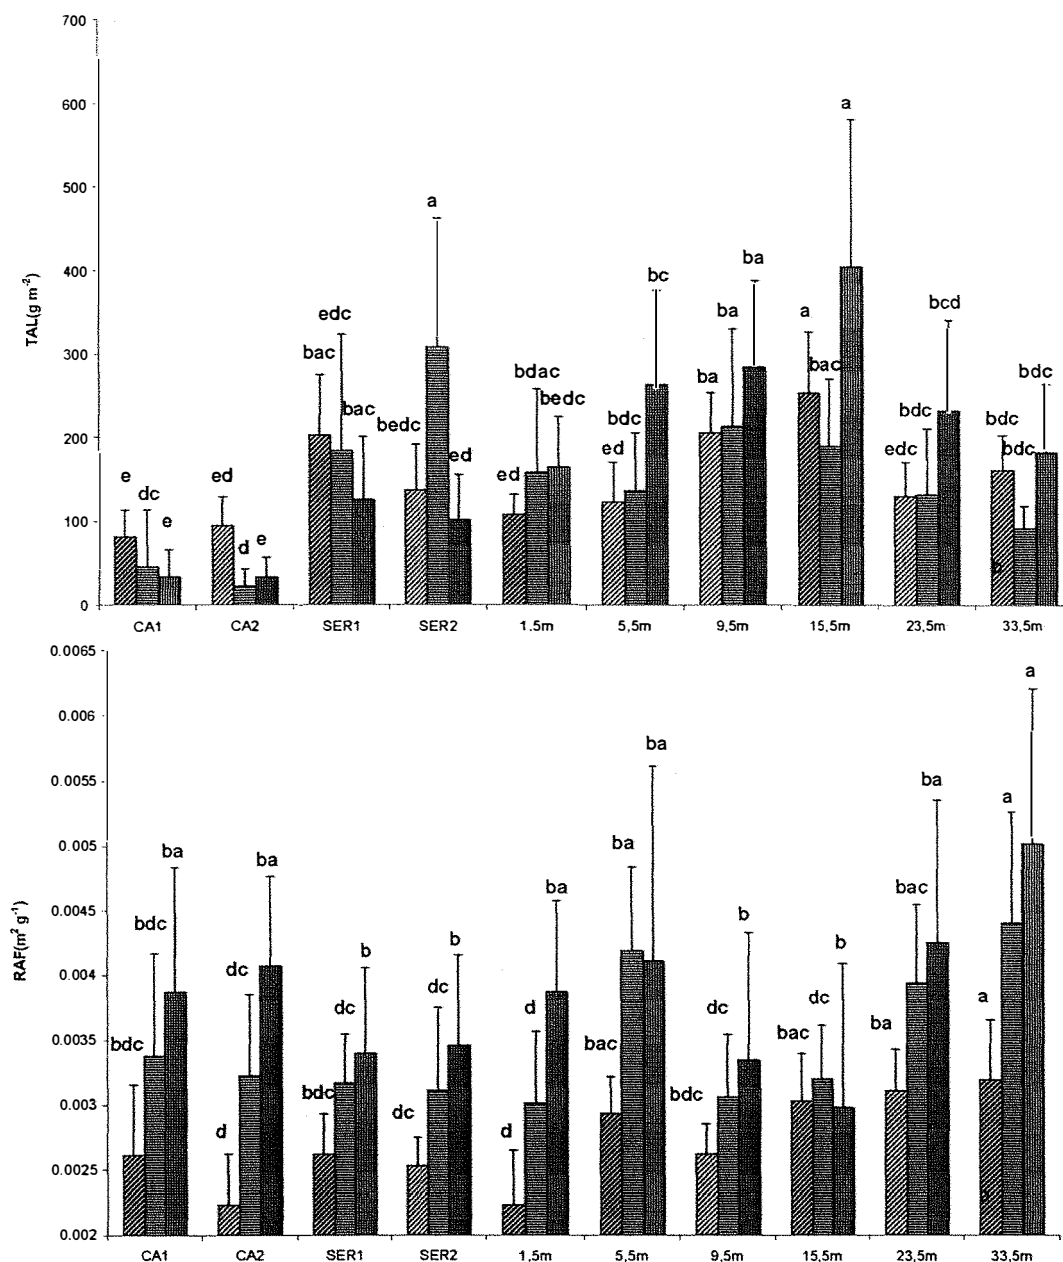 700
600
500
400
300
200
100
0
TAL(g m-2)
e dc e
ed d e
bac edc bac
bedc a ed
ed bdac bedc
ed bdc bc
ba ba ba
a bac a
edc bdc bcd
bdc bdc bdc
CA1 CA2 SER1 SER2 1,5m 5,5m 9,5m 15,5m 23,5m 33,5m
0.0065
0.006
0.0055
0.005
0.0045
0.004
0.0035
0.003
0.0025
0.002
RAF(m2 g-1)
bdc bdc ba
d dc ba
bdc dc b
dc dc b
d d ba
bac ba ba
bdc dc b
bac dc b
ba bac ba
a a a
CA1 CA2 SER1 SER2 1,5m 5,5m 9,5m 15,5m 23,5m 33,5m